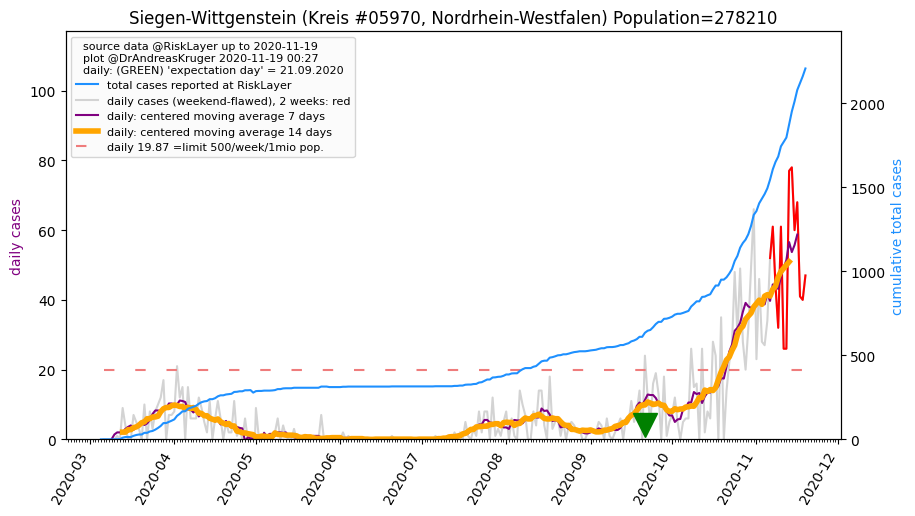 Siegen-Wittgenstein (Kreis #05970, Nordrhein-Westfalen) Population=278210
source data @RiskLayer up to 2020-11-19
plot @DrAndreasKruger 2020-11-19 00:27
daily: (GREEN) 'expectation day' = 21.09.2020
total cases reported at RiskLayer
daily cases (weekend-flawed), 2 weeks: red
daily: centered moving average 7 days
daily: centered moving average 14 days
daily 19.87 =limit 500/week/1mio pop.
daily cases
100
80
60
40
20
0
cumulative total cases
2000
1500
1000
500
0
2020-03
2020-04
2020-05
2020-06
2020-07
2020-08
2020-09
2020-10
2020-11
2020-12